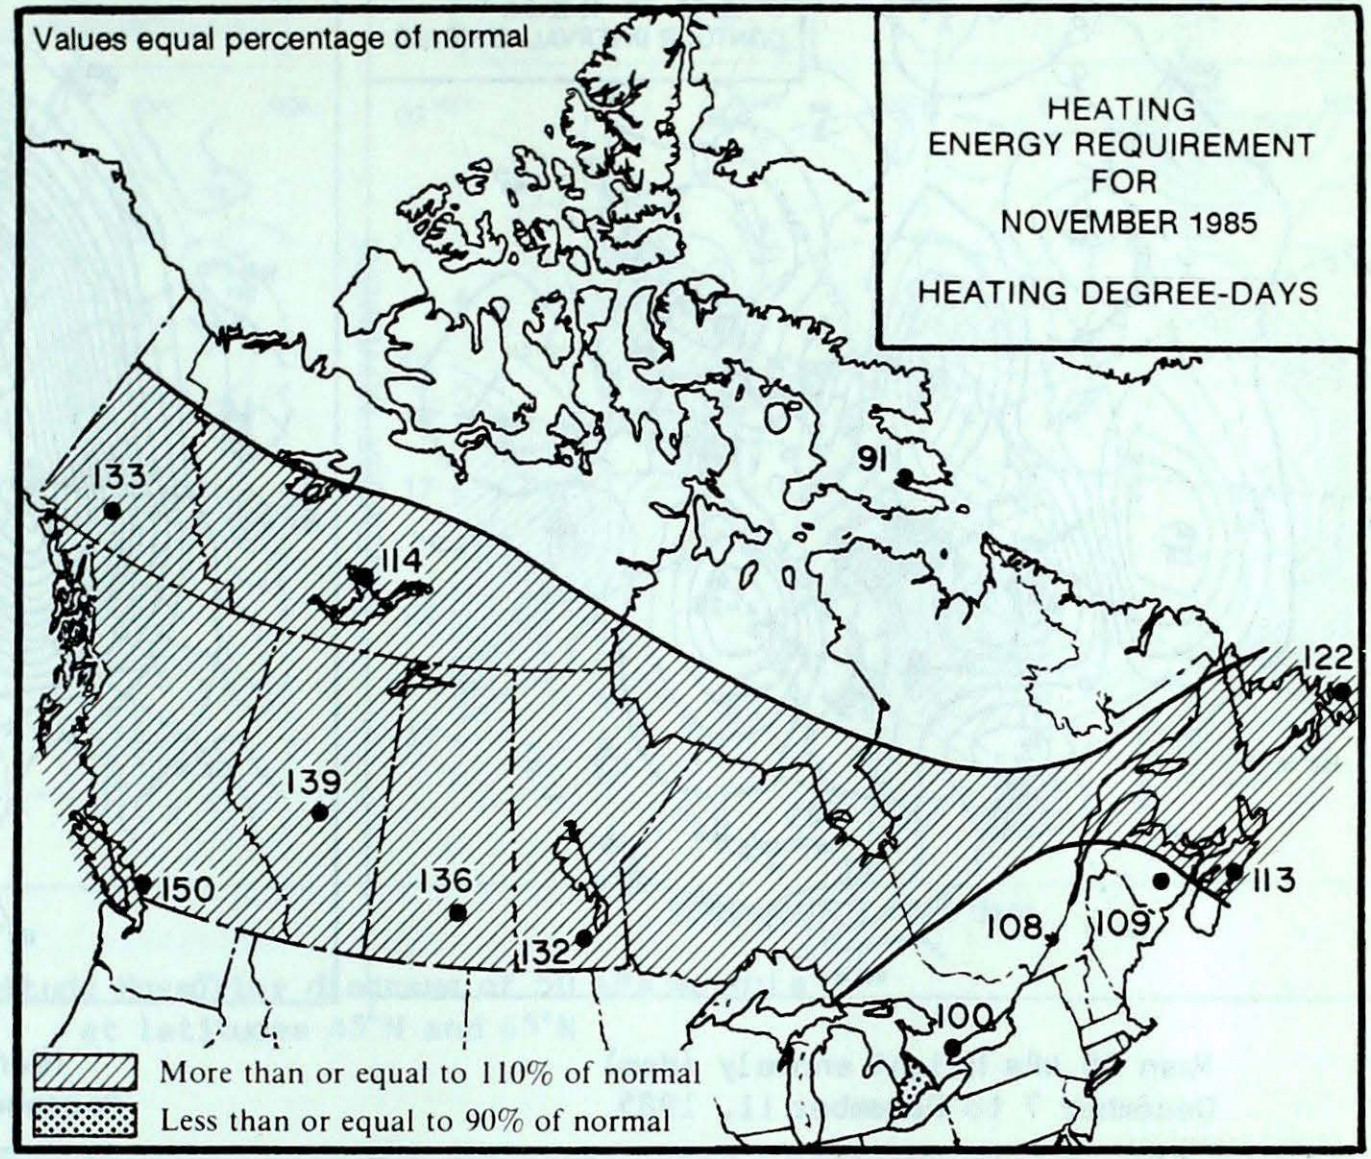 Values equal percentage of normal
HEATING
ENERGY REQUIREMENT
FOR
NOVEMBER 1985
HEATING DEGREE-DAYS
91
133
114
122
139
150
136
132
113
108
109
100
More than or equal to 110% of normal
Less than or equal to 90% of normal